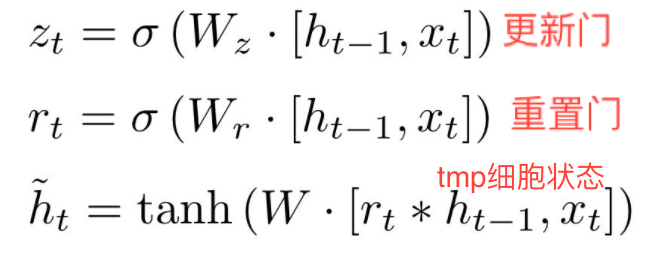 z_t = σ (W_z · [h_{t−1}, x_t]) 更新门
r_t = σ (W_r · [h_{t−1}, x_t]) 重置门
tmp细胞状态
h̃_t = tanh (W · [r_t * h_{t−1}, x_t])